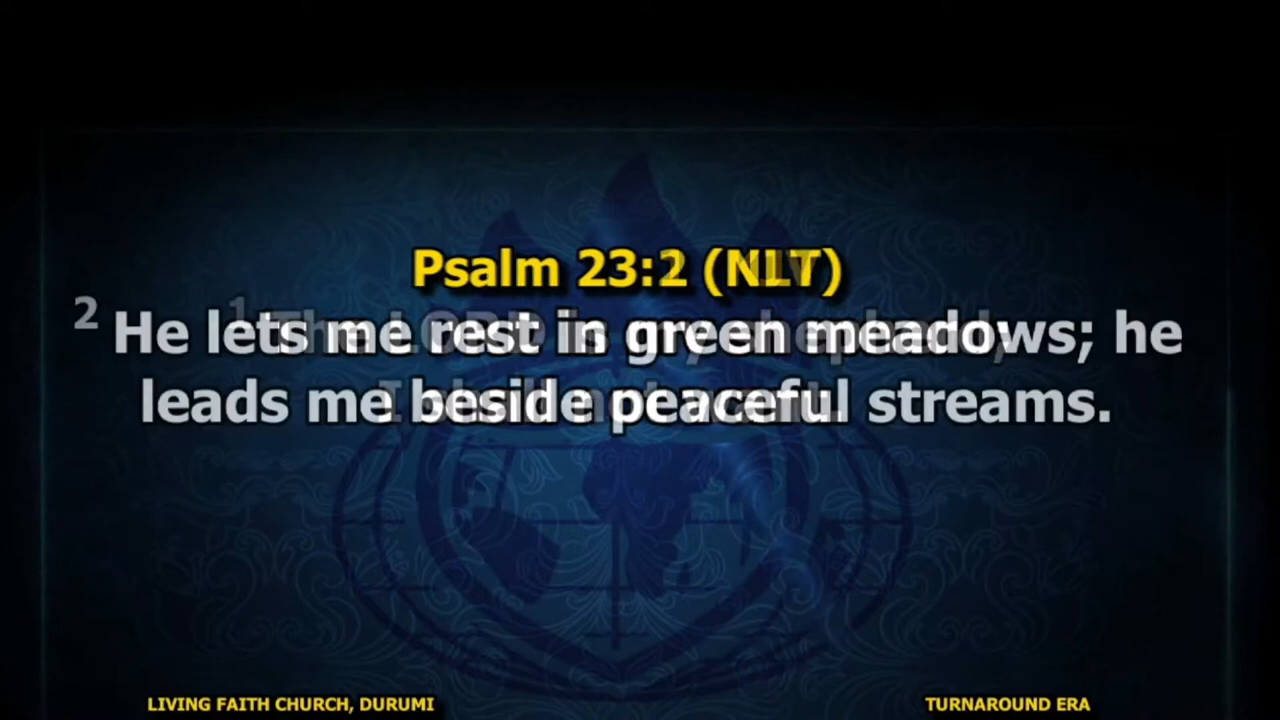 Psalm 23:2 (NLT)
2 He lets me rest in green meadows; he
leads me beside peaceful streams.
LIVING FAITH CHURCH, DURUMI
TURNAROUND ERA